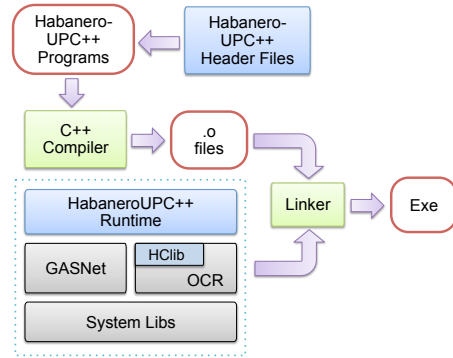 Habanero-
UPC++
Programs
Habanero-
UPC++
Header Files
C++
Compiler
.o
files
HabaneroUPC++
Runtime
Linker
Exe
GASNet
HClib
OCR
System Libs